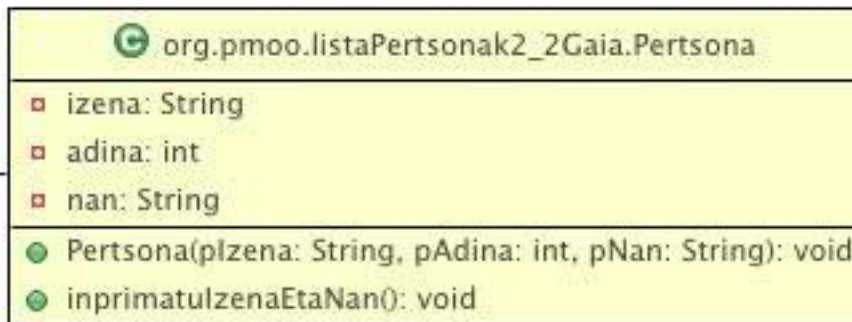 org.pmoo.listaPertsonak2_2Gaia.Pertsona
izena: String
adina: int
nan: String
Pertsona(pIzena: String, pAdina: int, pNan: String): void
inprimatuIzenaEtaNan(): void